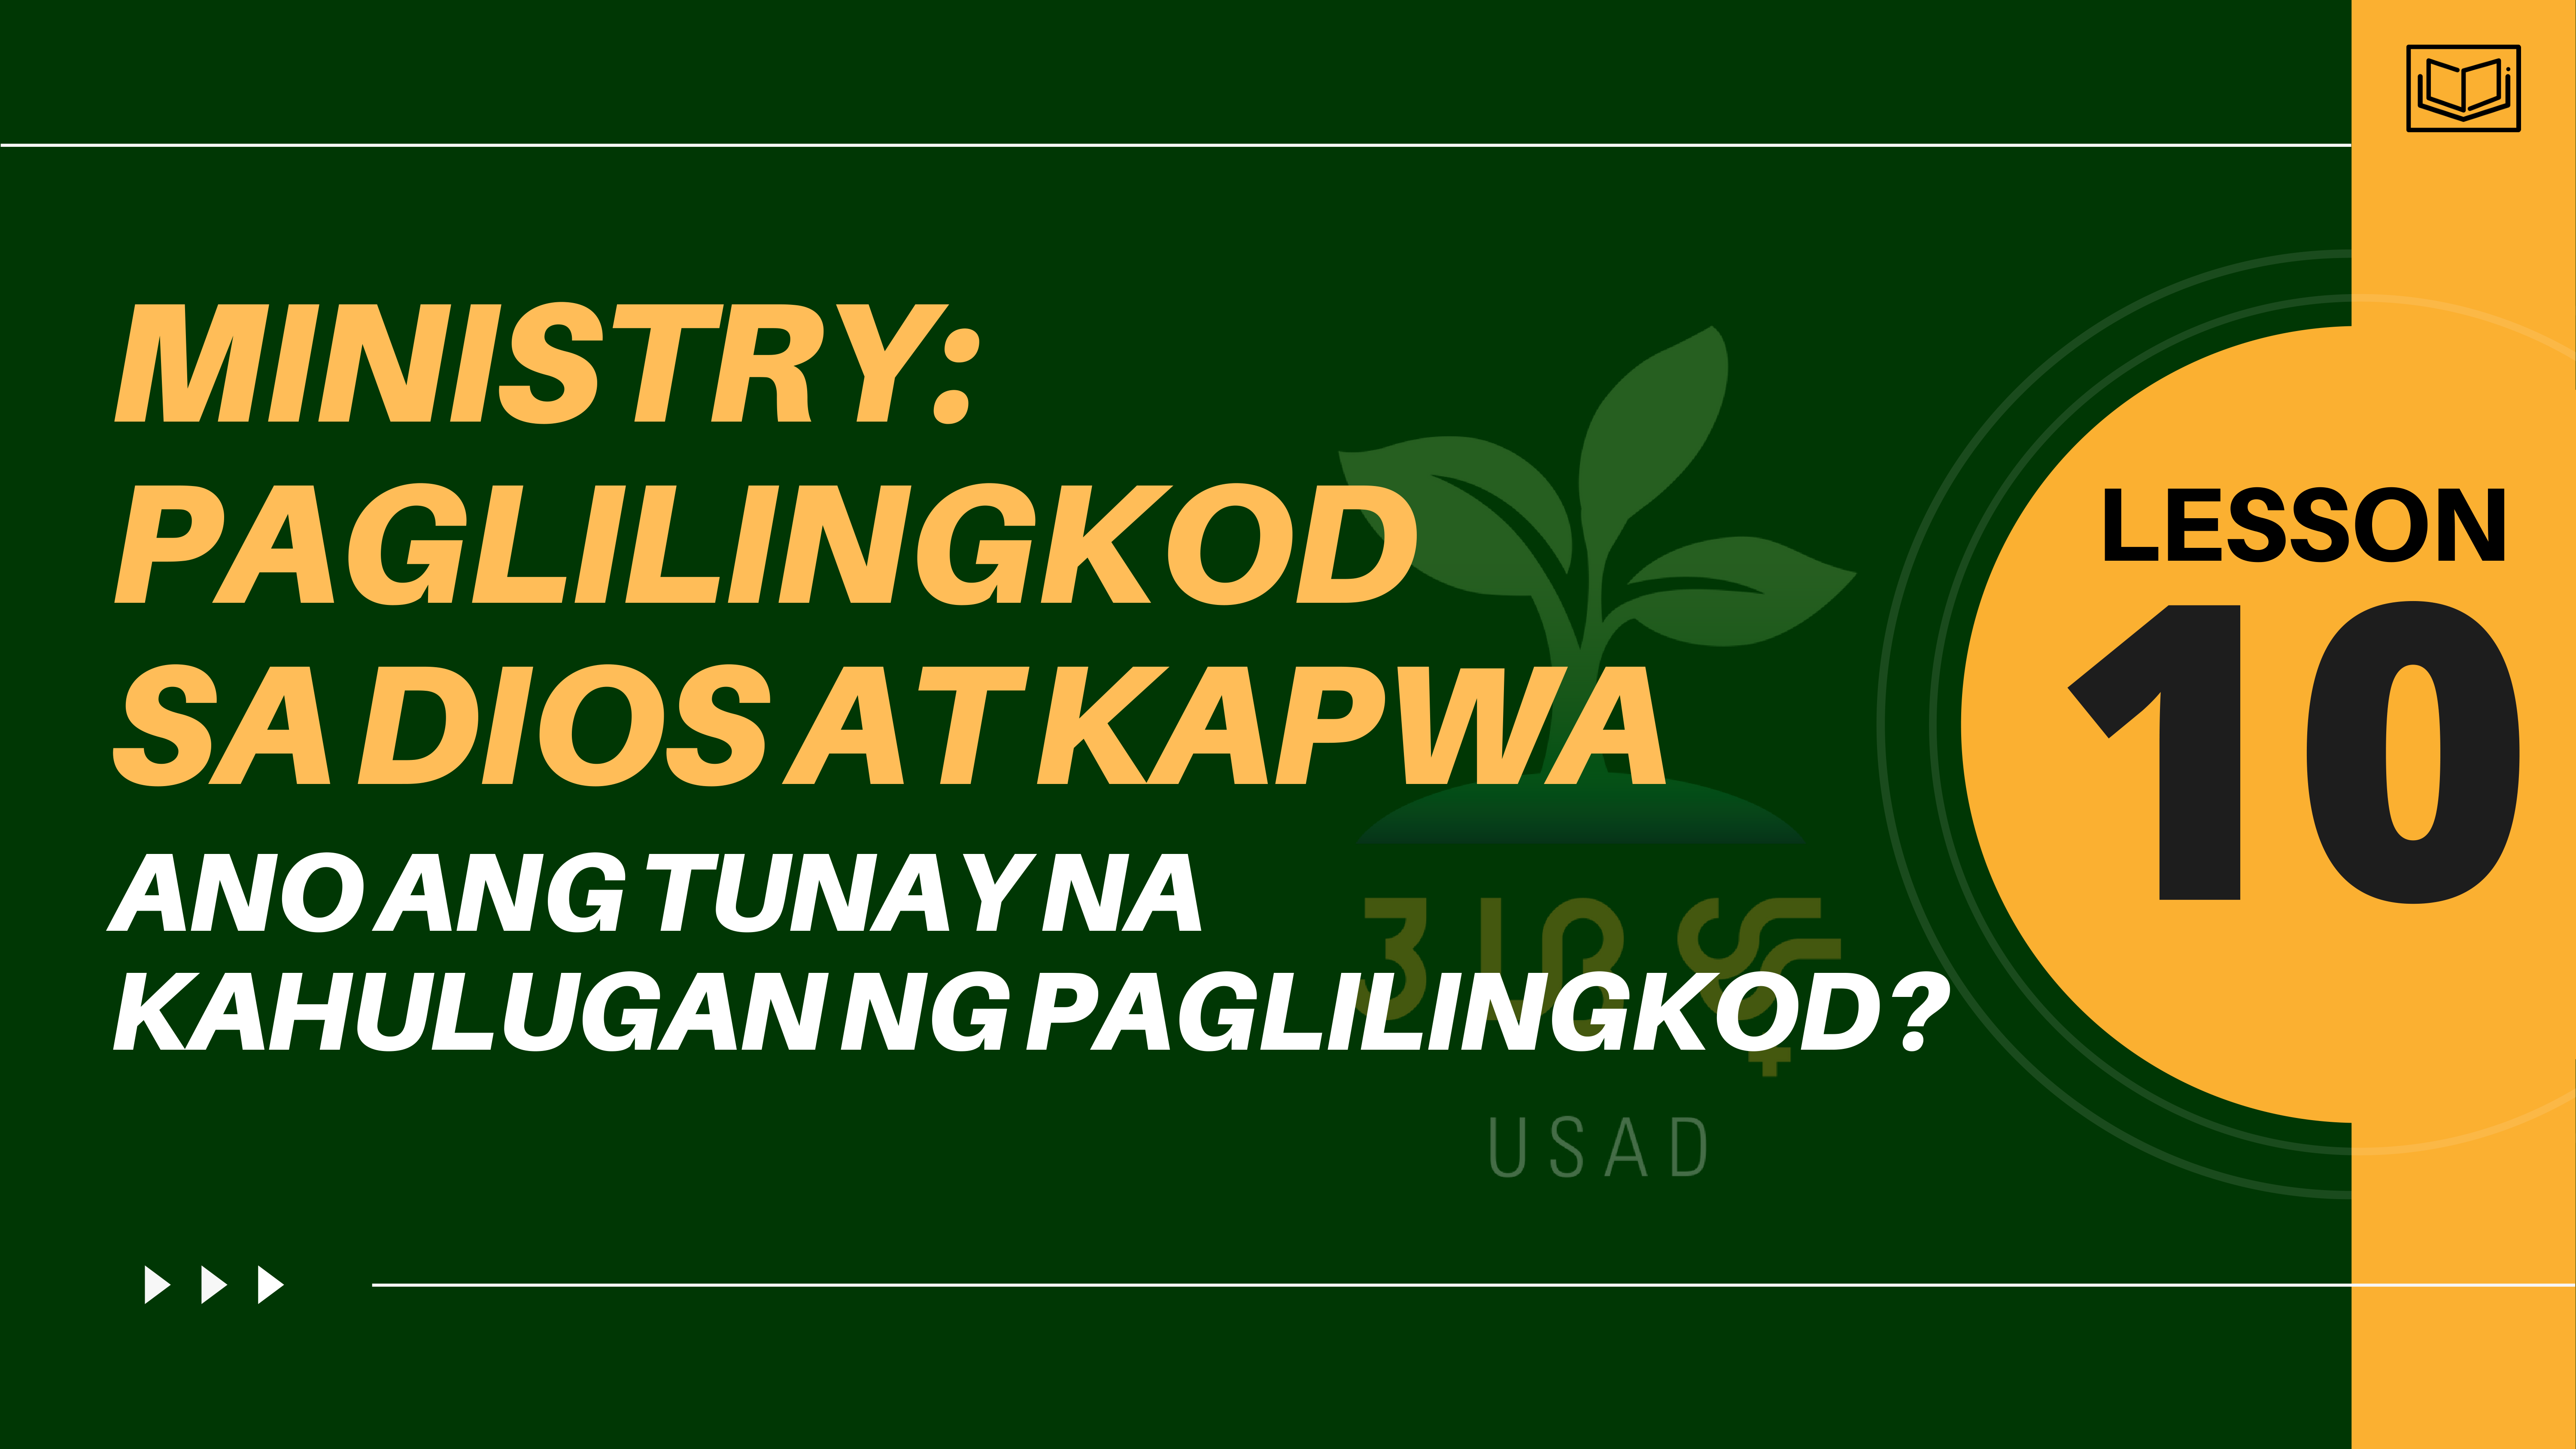 MINISTRY:
PAGLILINGKOD
SA DIOS AT KAPWA
ANO ANG TUNAY NA
KAHULUGAN NG PAGLILINGKOD?
USAD
LESSON
10